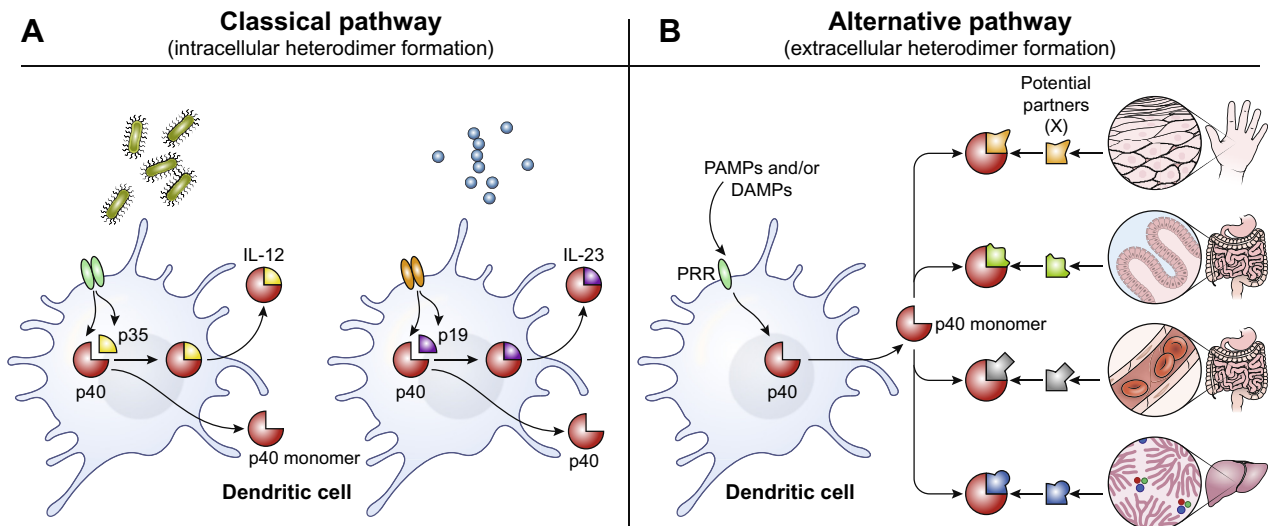 A
Classical pathway
(intracellular heterodimer formation)
IL-12
p35
p40
p40 monomer
IL-23
p19
p40
p40
Dendritic cell
B
Alternative pathway
(extracellular heterodimer formation)
Potential
partners
(X)
PAMPs and/or
DAMPs
PRR
p40 monomer
p40
Dendritic cell